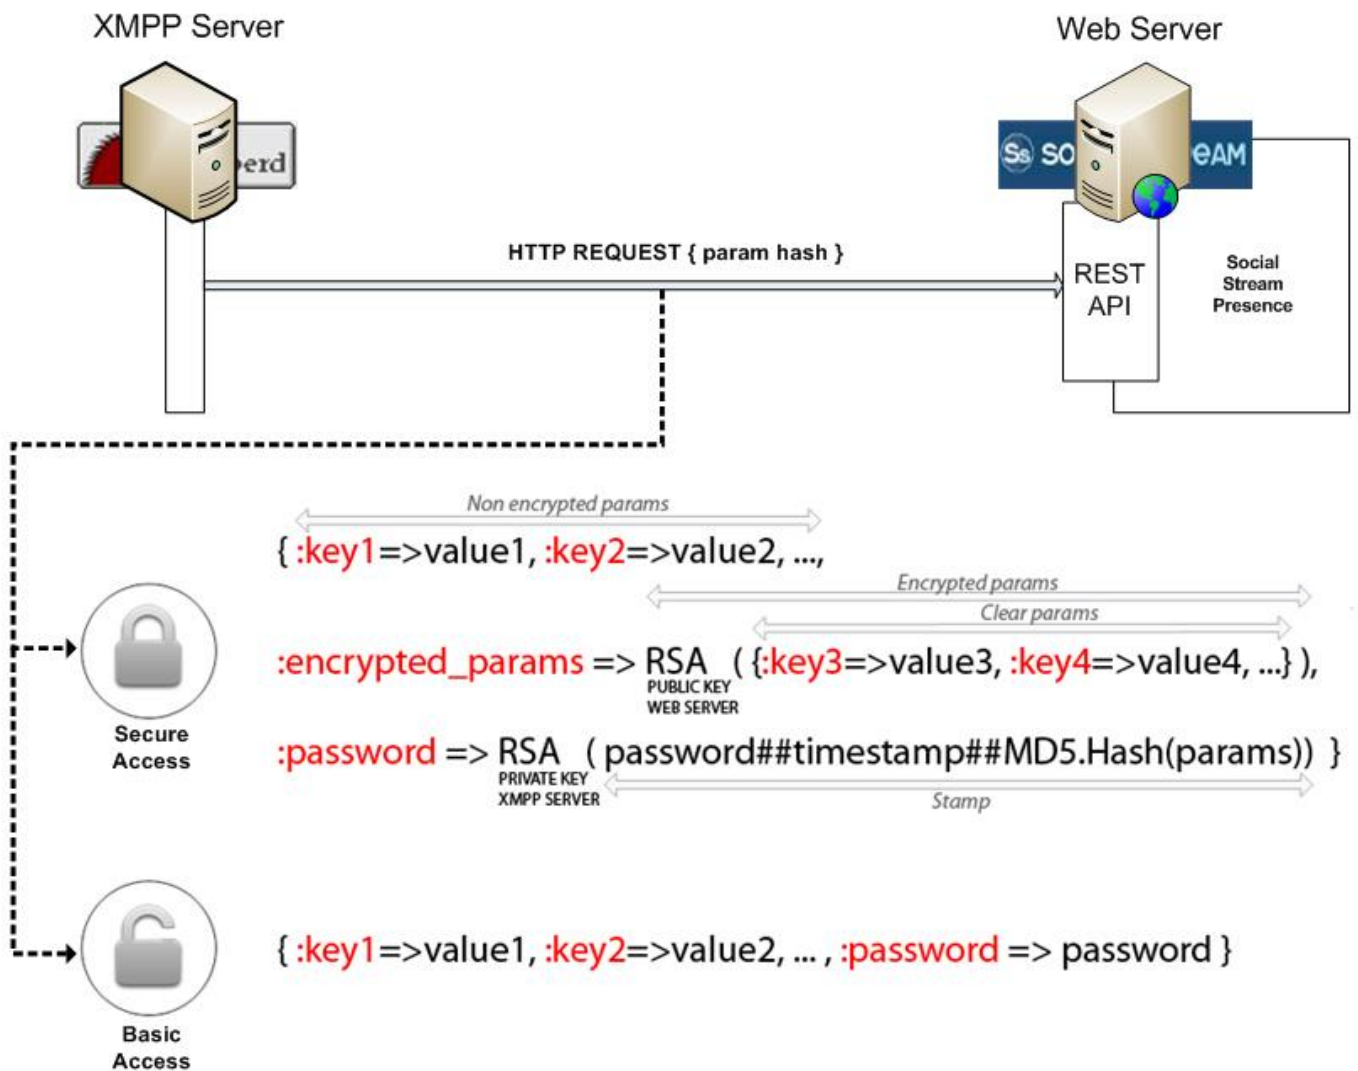 XMPP Server
Web Server
erd
Ss SO
eAM
HTTP REQUEST { param hash }
REST
API
Social
Stream
Presence
Non encrypted params
{ :key1=>value1, :key2=>value2, ...,
Encrypted params
Clear params
:encrypted_params => RSA ( {:key3=>value3, :key4=>value4, ...} ),
PUBLIC KEY
WEB SERVER
Secure
Access
:password => RSA ( password##timestamp##MD5.Hash(params)) }
PRIVATE KEY
XMPP SERVER
Stamp
{ :key1=>value1, :key2=>value2, ... , :password => password }
Basic
Access